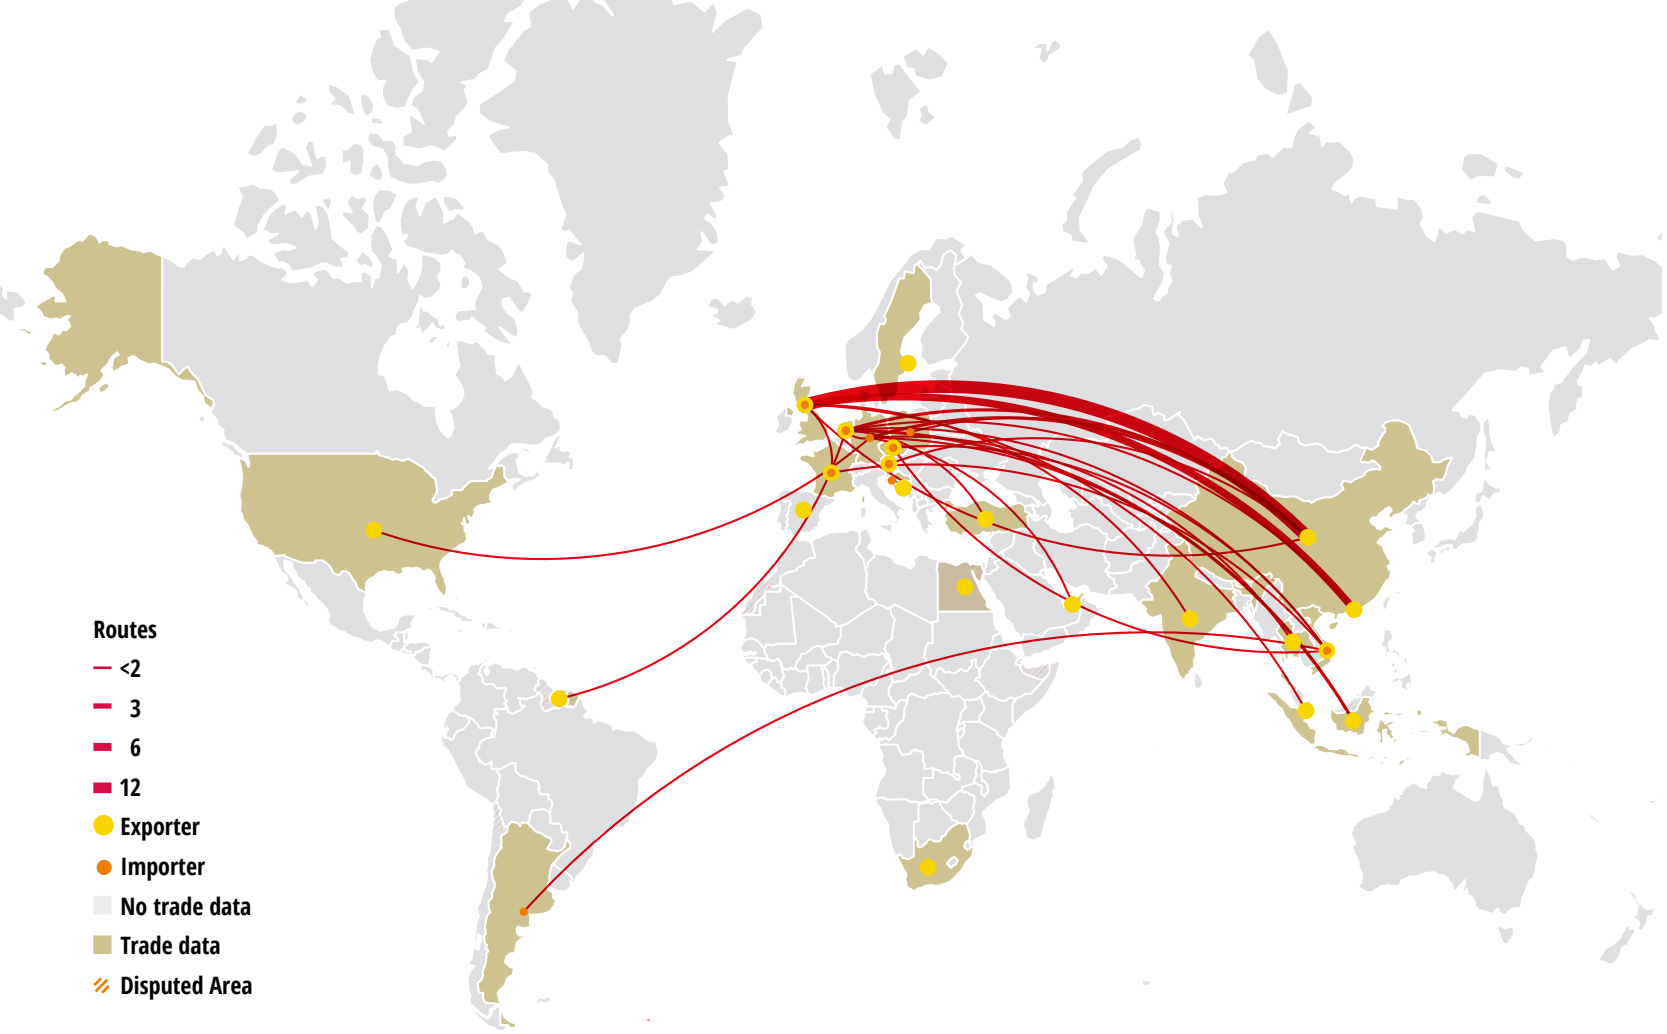 Routes
<2
3
6
12
Exporter
Importer
No trade data
Trade data
Disputed Area